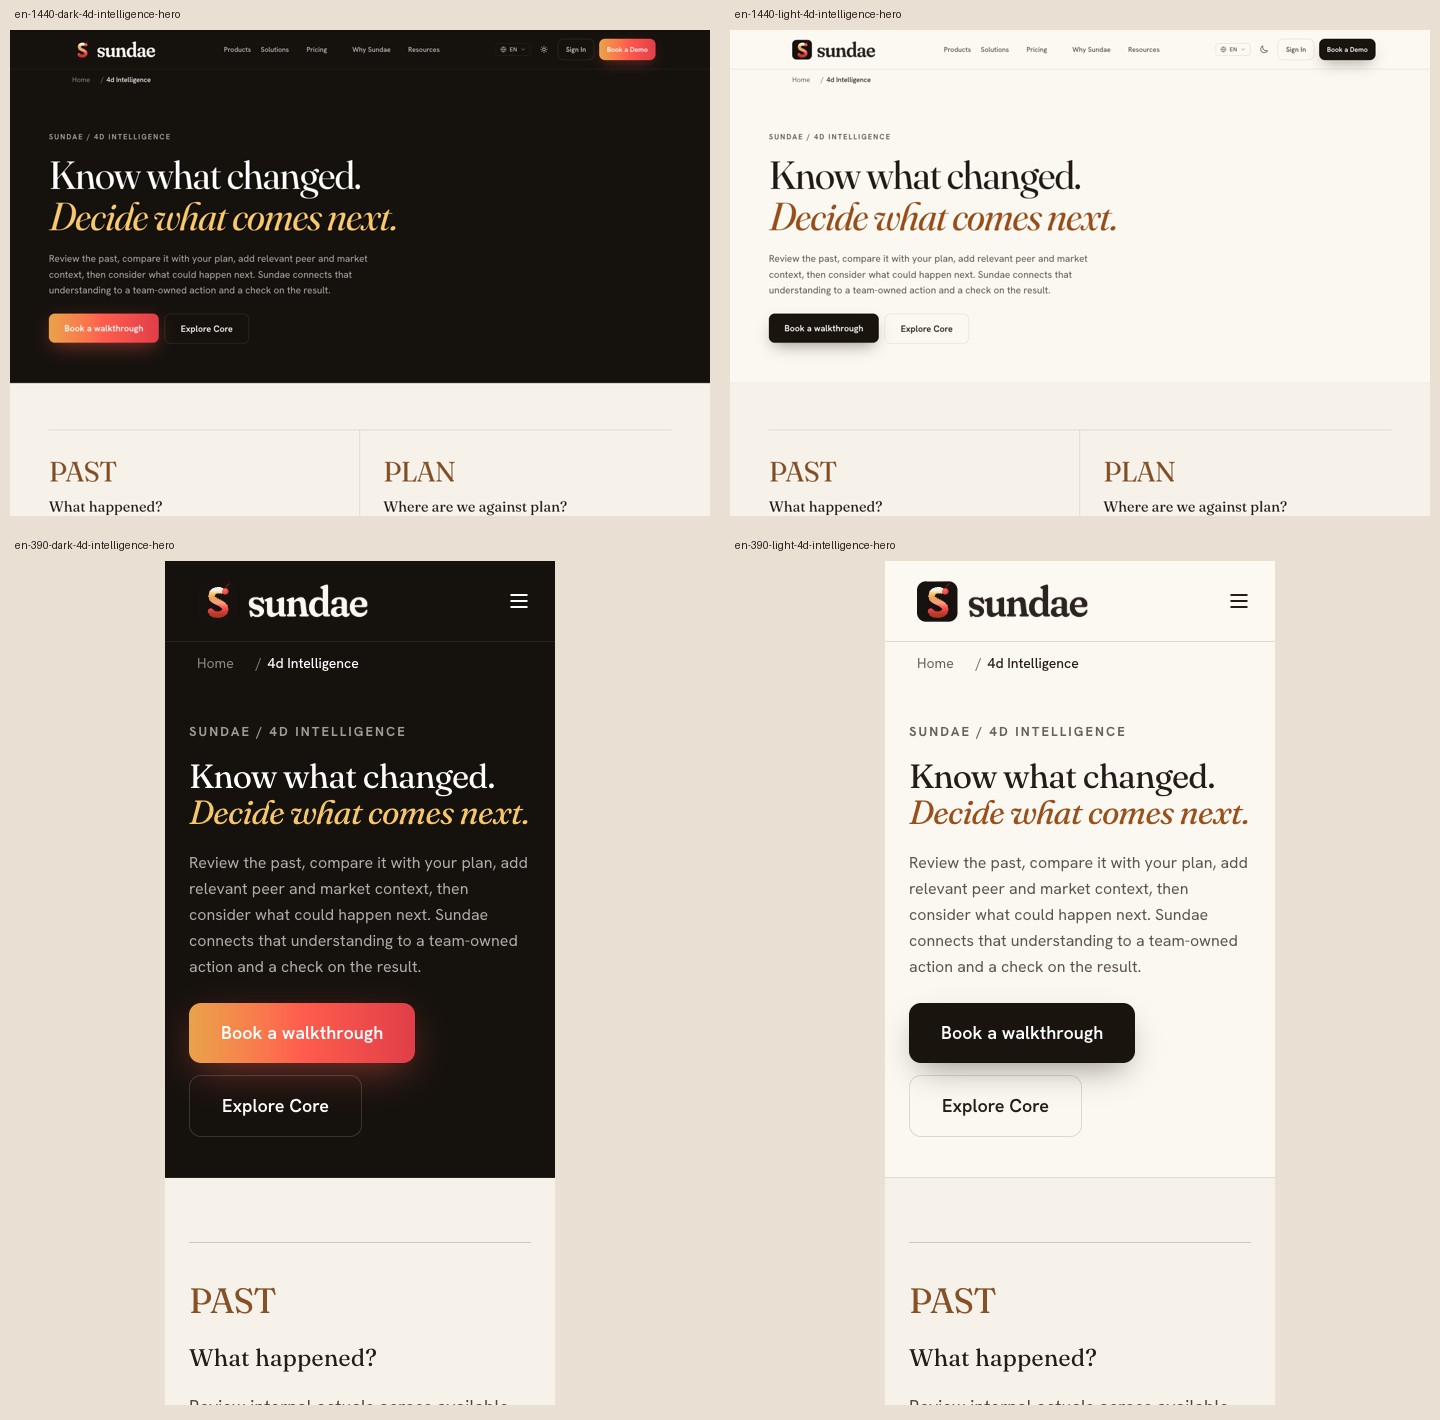 en-1440-dark-4d-intelligence-hero
sundae
Products Solutions Pricing Why Sundae Resources EN Sign In Book a Demo
Home / 4d Intelligence
SUNDAE / 4D INTELLIGENCE
Know what changed.
Decide what comes next.
Review the past, compare it with your plan, add relevant peer and market
context, then consider what could happen next. Sundae connects that
understanding to a team-owned action and a check on the result.
Book a walkthrough Explore Core
PAST PLAN
What happened? Where are we against plan?
en-1440-light-4d-intelligence-hero
sundae
Products Solutions Pricing Why Sundae Resources EN Sign In Book a Demo
Home / 4d Intelligence
SUNDAE / 4D INTELLIGENCE
Know what changed.
Decide what comes next.
Review the past, compare it with your plan, add relevant peer and market
context, then consider what could happen next. Sundae connects that
understanding to a team-owned action and a check on the result.
Book a walkthrough Explore Core
PAST PLAN
What happened? Where are we against plan?
en-390-dark-4d-intelligence-hero
sundae
Home / 4d Intelligence
SUNDAE / 4D INTELLIGENCE
Know what changed.
Decide what comes next.
Review the past, compare it with your plan, add
relevant peer and market context, then
consider what could happen next. Sundae
connects that understanding to a team-owned
action and a check on the result.
Book a walkthrough
Explore Core
PAST
What happened?
Review internal actuals across available
en-390-light-4d-intelligence-hero
sundae
Home / 4d Intelligence
SUNDAE / 4D INTELLIGENCE
Know what changed.
Decide what comes next.
Review the past, compare it with your plan, add
relevant peer and market context, then
consider what could happen next. Sundae
connects that understanding to a team-owned
action and a check on the result.
Book a walkthrough
Explore Core
PAST
What happened?
Review internal actuals across available